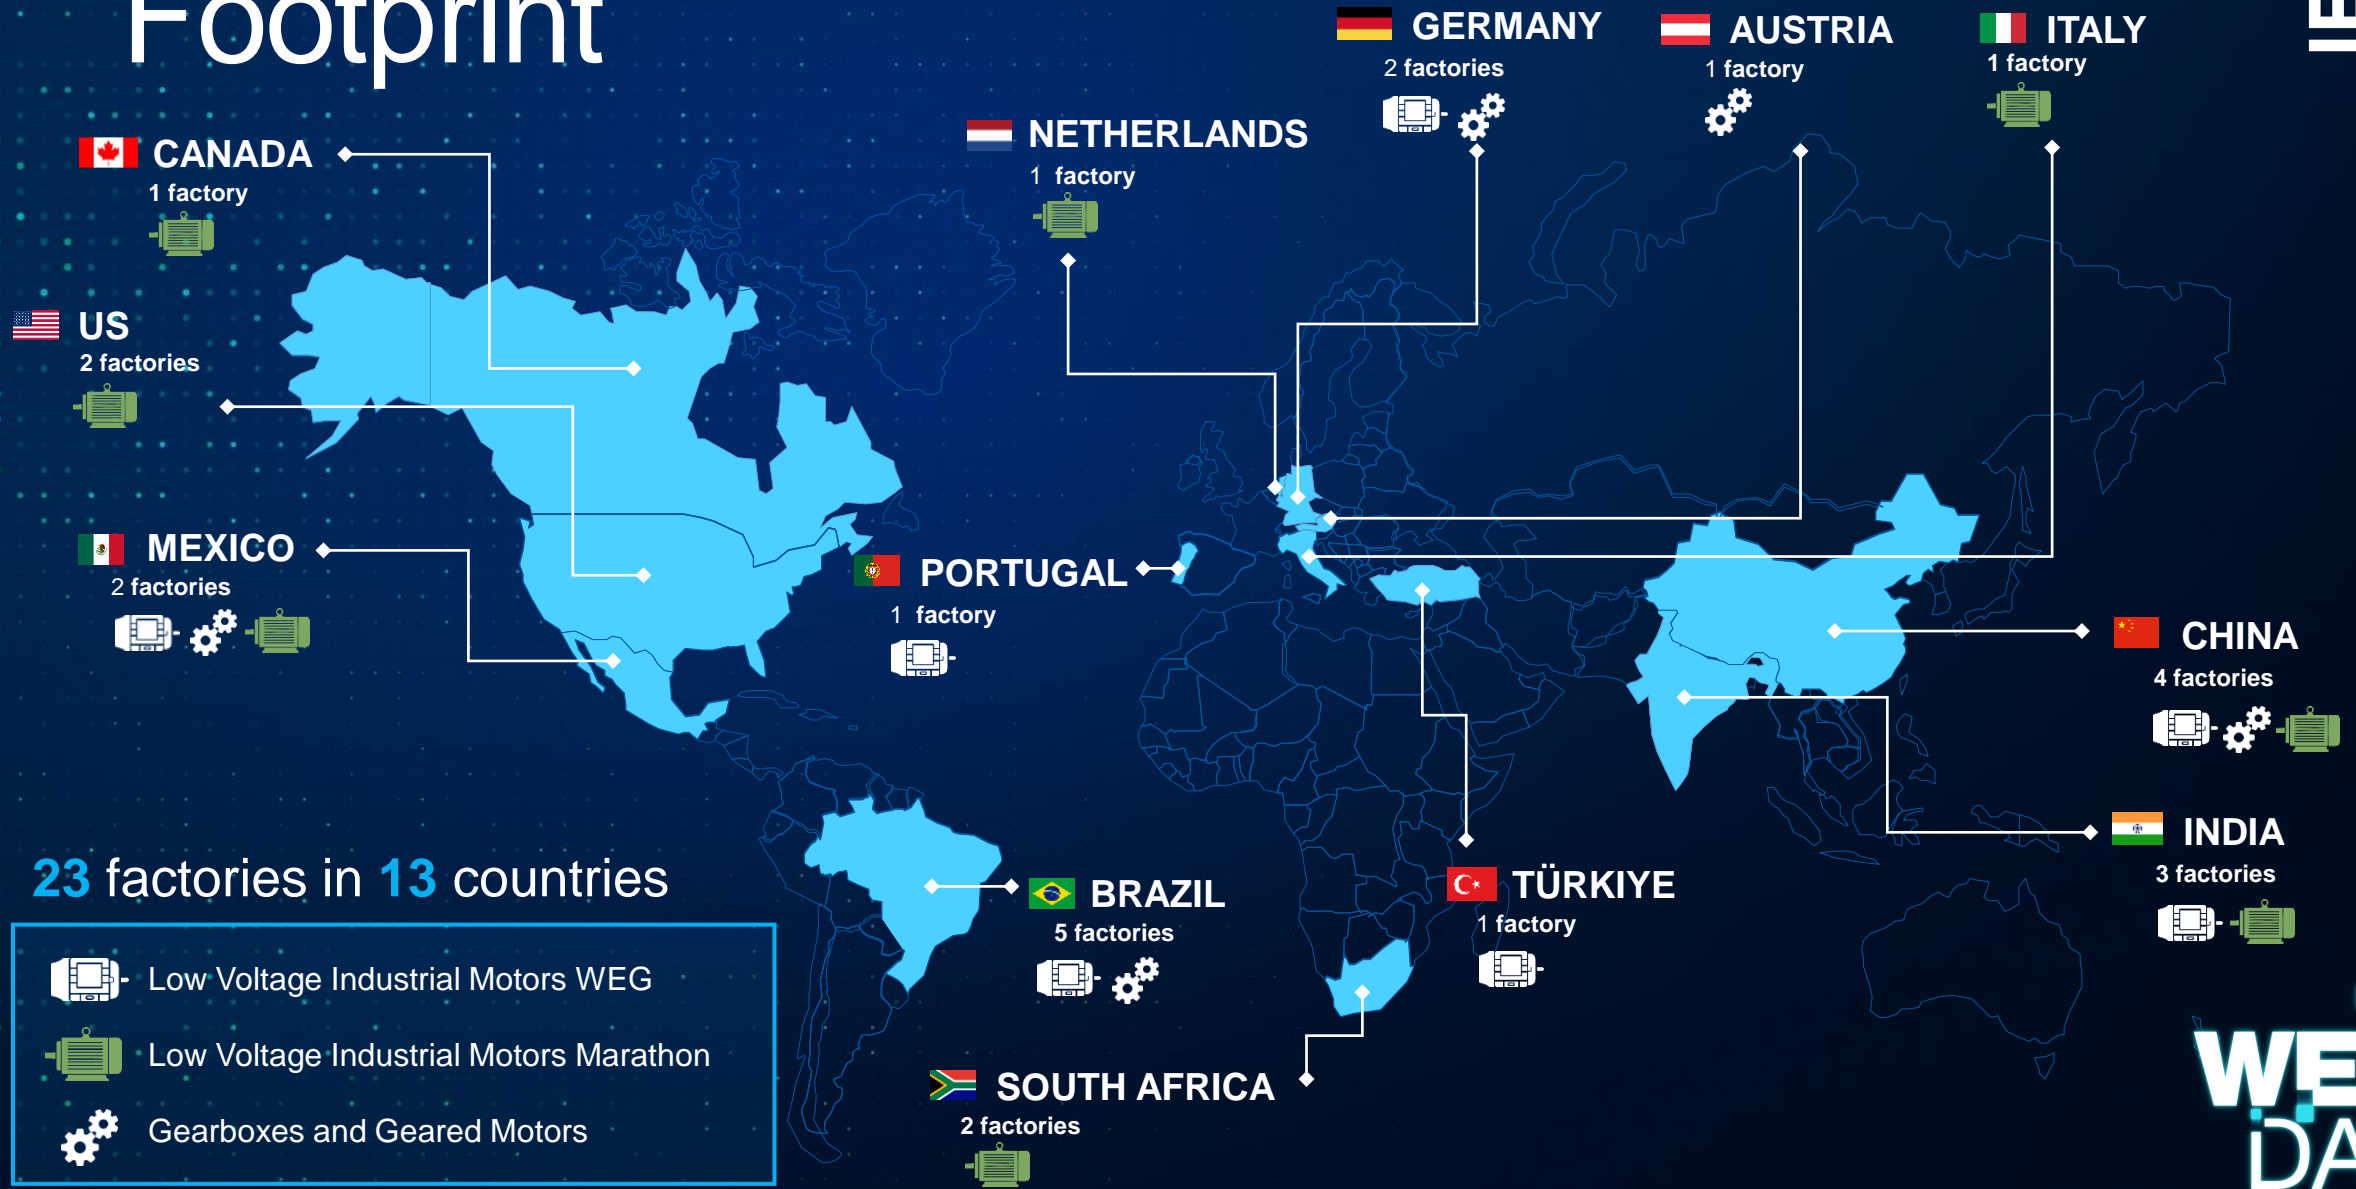 Footprint
GERMANY
2 factories
AUSTRIA
1 factory
ITALY
1 factory
CANADA
1 factory
NETHERLANDS
1 factory
US
2 factories
MEXICO
2 factories
PORTUGAL
1 factory
CHINA
4 factories
INDIA
3 factories
BRAZIL
5 factories
TÜRKIYE
1 factory
SOUTH AFRICA
2 factories
23 factories in 13 countries
Low Voltage Industrial Motors WEG
Low Voltage Industrial Motors Marathon
Gearboxes and Geared Motors
WE
DA